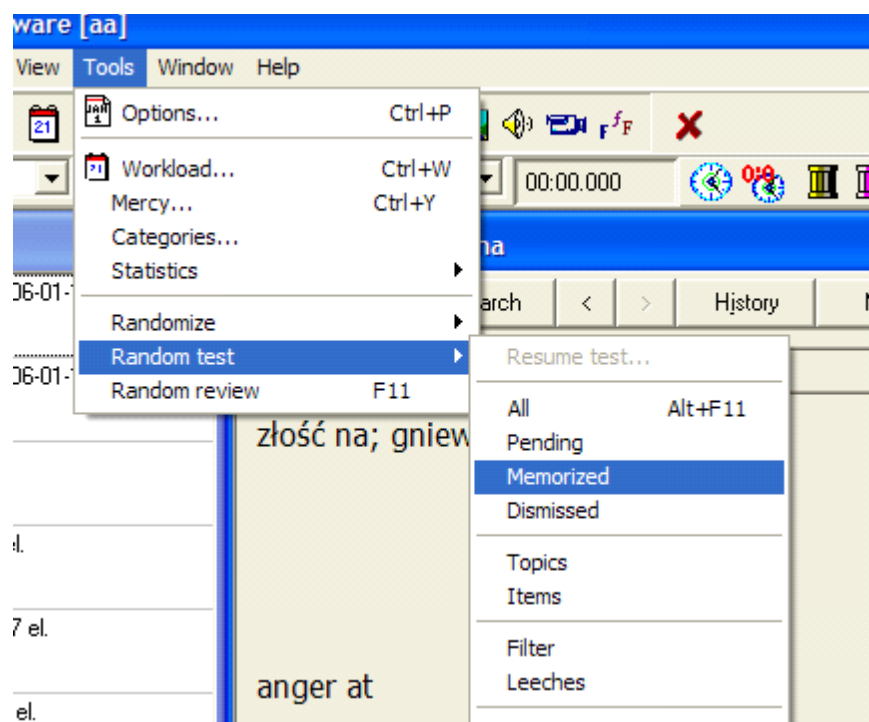 ware [aa]
View Tools Window Help
21
Options... Ctrl+P
Workload... Ctrl+W
Mercy... Ctrl+Y
Categories...
Statistics
Randomize
Random test
Random review F11
00:00.000
na
arch < > History
Resume test...
All Alt+F11
Pending
Memorized
Dismissed
Topics
Items
Filter
Leeches
06-01-
06-01-
el.
7 el.
el.
złość na; gniew
anger at